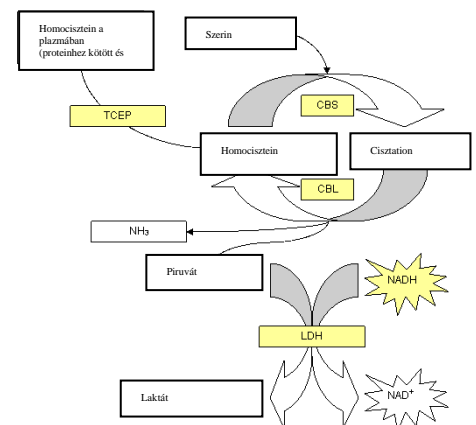 Homocisztein a
plazmában
(proteinhez kötött és
Szerin
TCEP
CBS
Homocisztein
Cisztation
CBL
NH₃
Piruvát
NADH
LDH
Laktát
NAD⁺